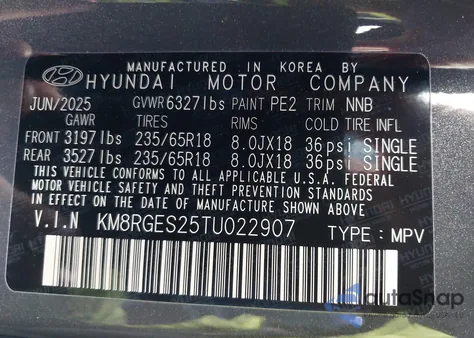 MANUFACTURED IN KOREA BY
HYUNDAI MOTOR COMPANY
JUN/2025 GVWR 6327lbs PAINT PE2 TRIM NNB
GAWR TIRES RIMS COLD TIRE INFL
FRONT 3197lbs 235/65R18 8.0JX18 36psi SINGLE
REAR 3527lbs 235/65R18 8.0JX18 36psi SINGLE
THIS VEHICLE CONFORMS TO ALL APPLICABLE U.S.A. FEDERAL
MOTOR VEHICLE SAFETY AND THEFT PREVENTION STANDARDS
IN EFFECT ON THE DATE OF MANUFACTURE SHOWN ABOVE.
V.I.N KM8RGES25TU022907 TYPE: MPV
autoSnap